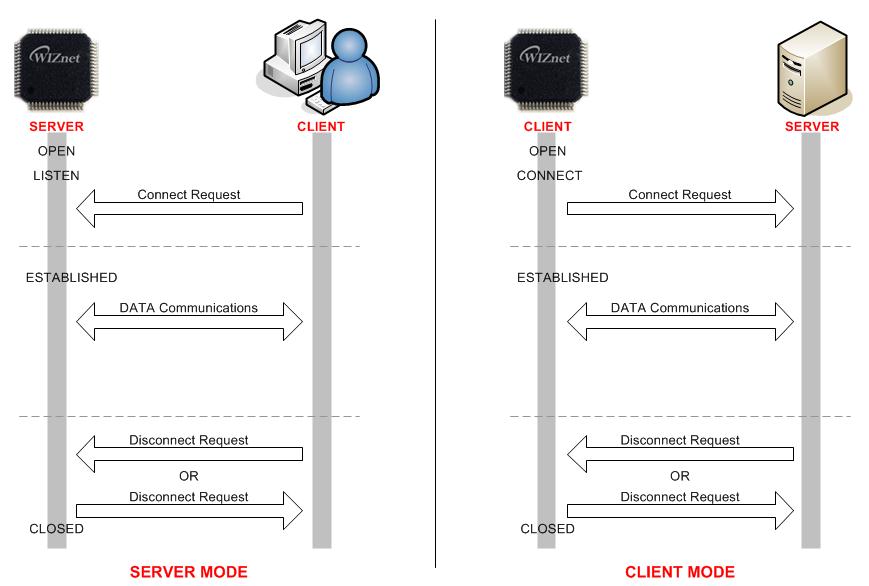 WIZnet
SERVER
CLIENT
OPEN
LISTEN
Connect Request
ESTABLISHED
DATA Communications
Disconnect Request
OR
Disconnect Request
CLOSED
SERVER MODE
WIZnet
CLIENT
SERVER
OPEN
CONNECT
Connect Request
ESTABLISHED
DATA Communications
Disconnect Request
OR
Disconnect Request
CLOSED
CLIENT MODE